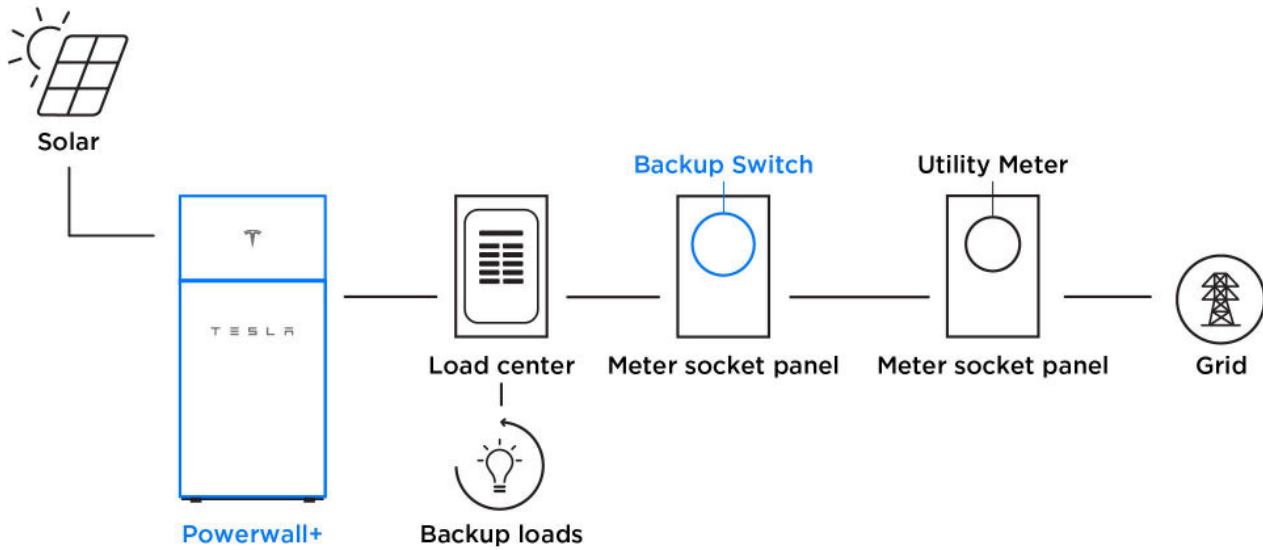 Solar
Backup Switch
Utility Meter
TESLA
Load center
Meter socket panel
Meter socket panel
Grid
Powerwall+
Backup loads